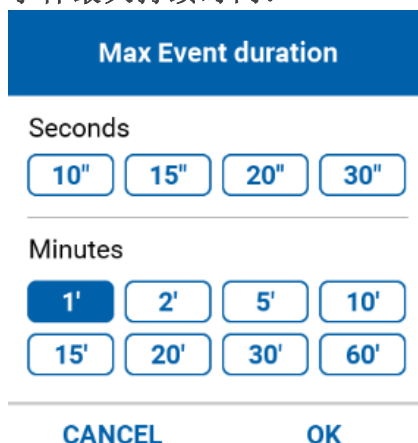 Max Event duration
Seconds
10" 15" 20" 30"
Minutes
1' 2' 5' 10'
15' 20' 30' 60'
CANCEL OK